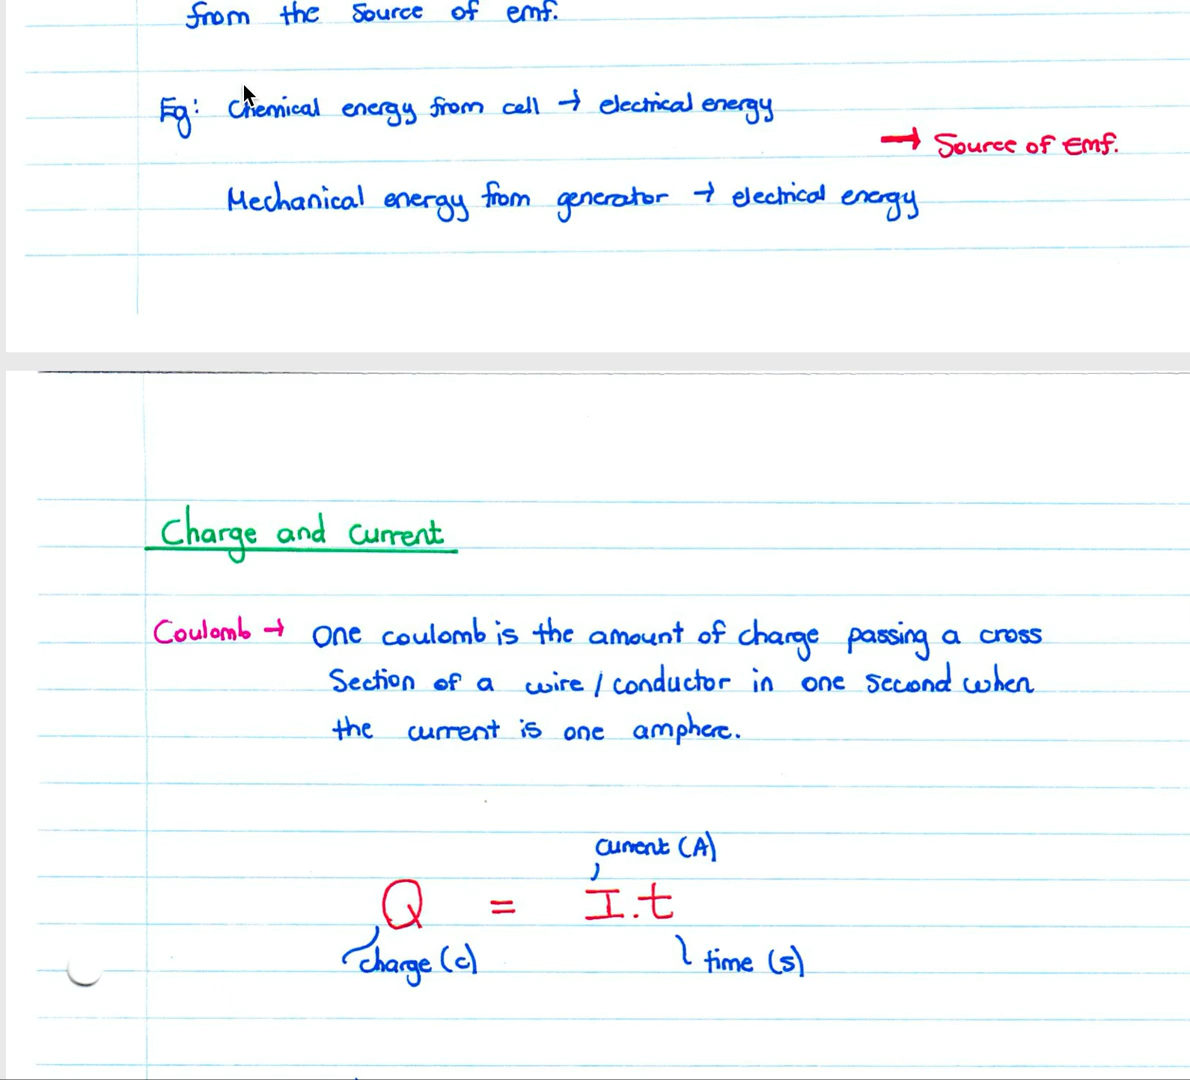 from the source of emf.
Eg: Chemical energy from cell → electrical energy
→ Source of Emf.
Mechanical energy from generator → electrical energy
Charge and current
Coulomb → One coulomb is the amount of charge passing a cross
Section of a wire / conductor in one second when
the current is one amphere.
current (A)
Q = I.t
charge (c)
time (s)